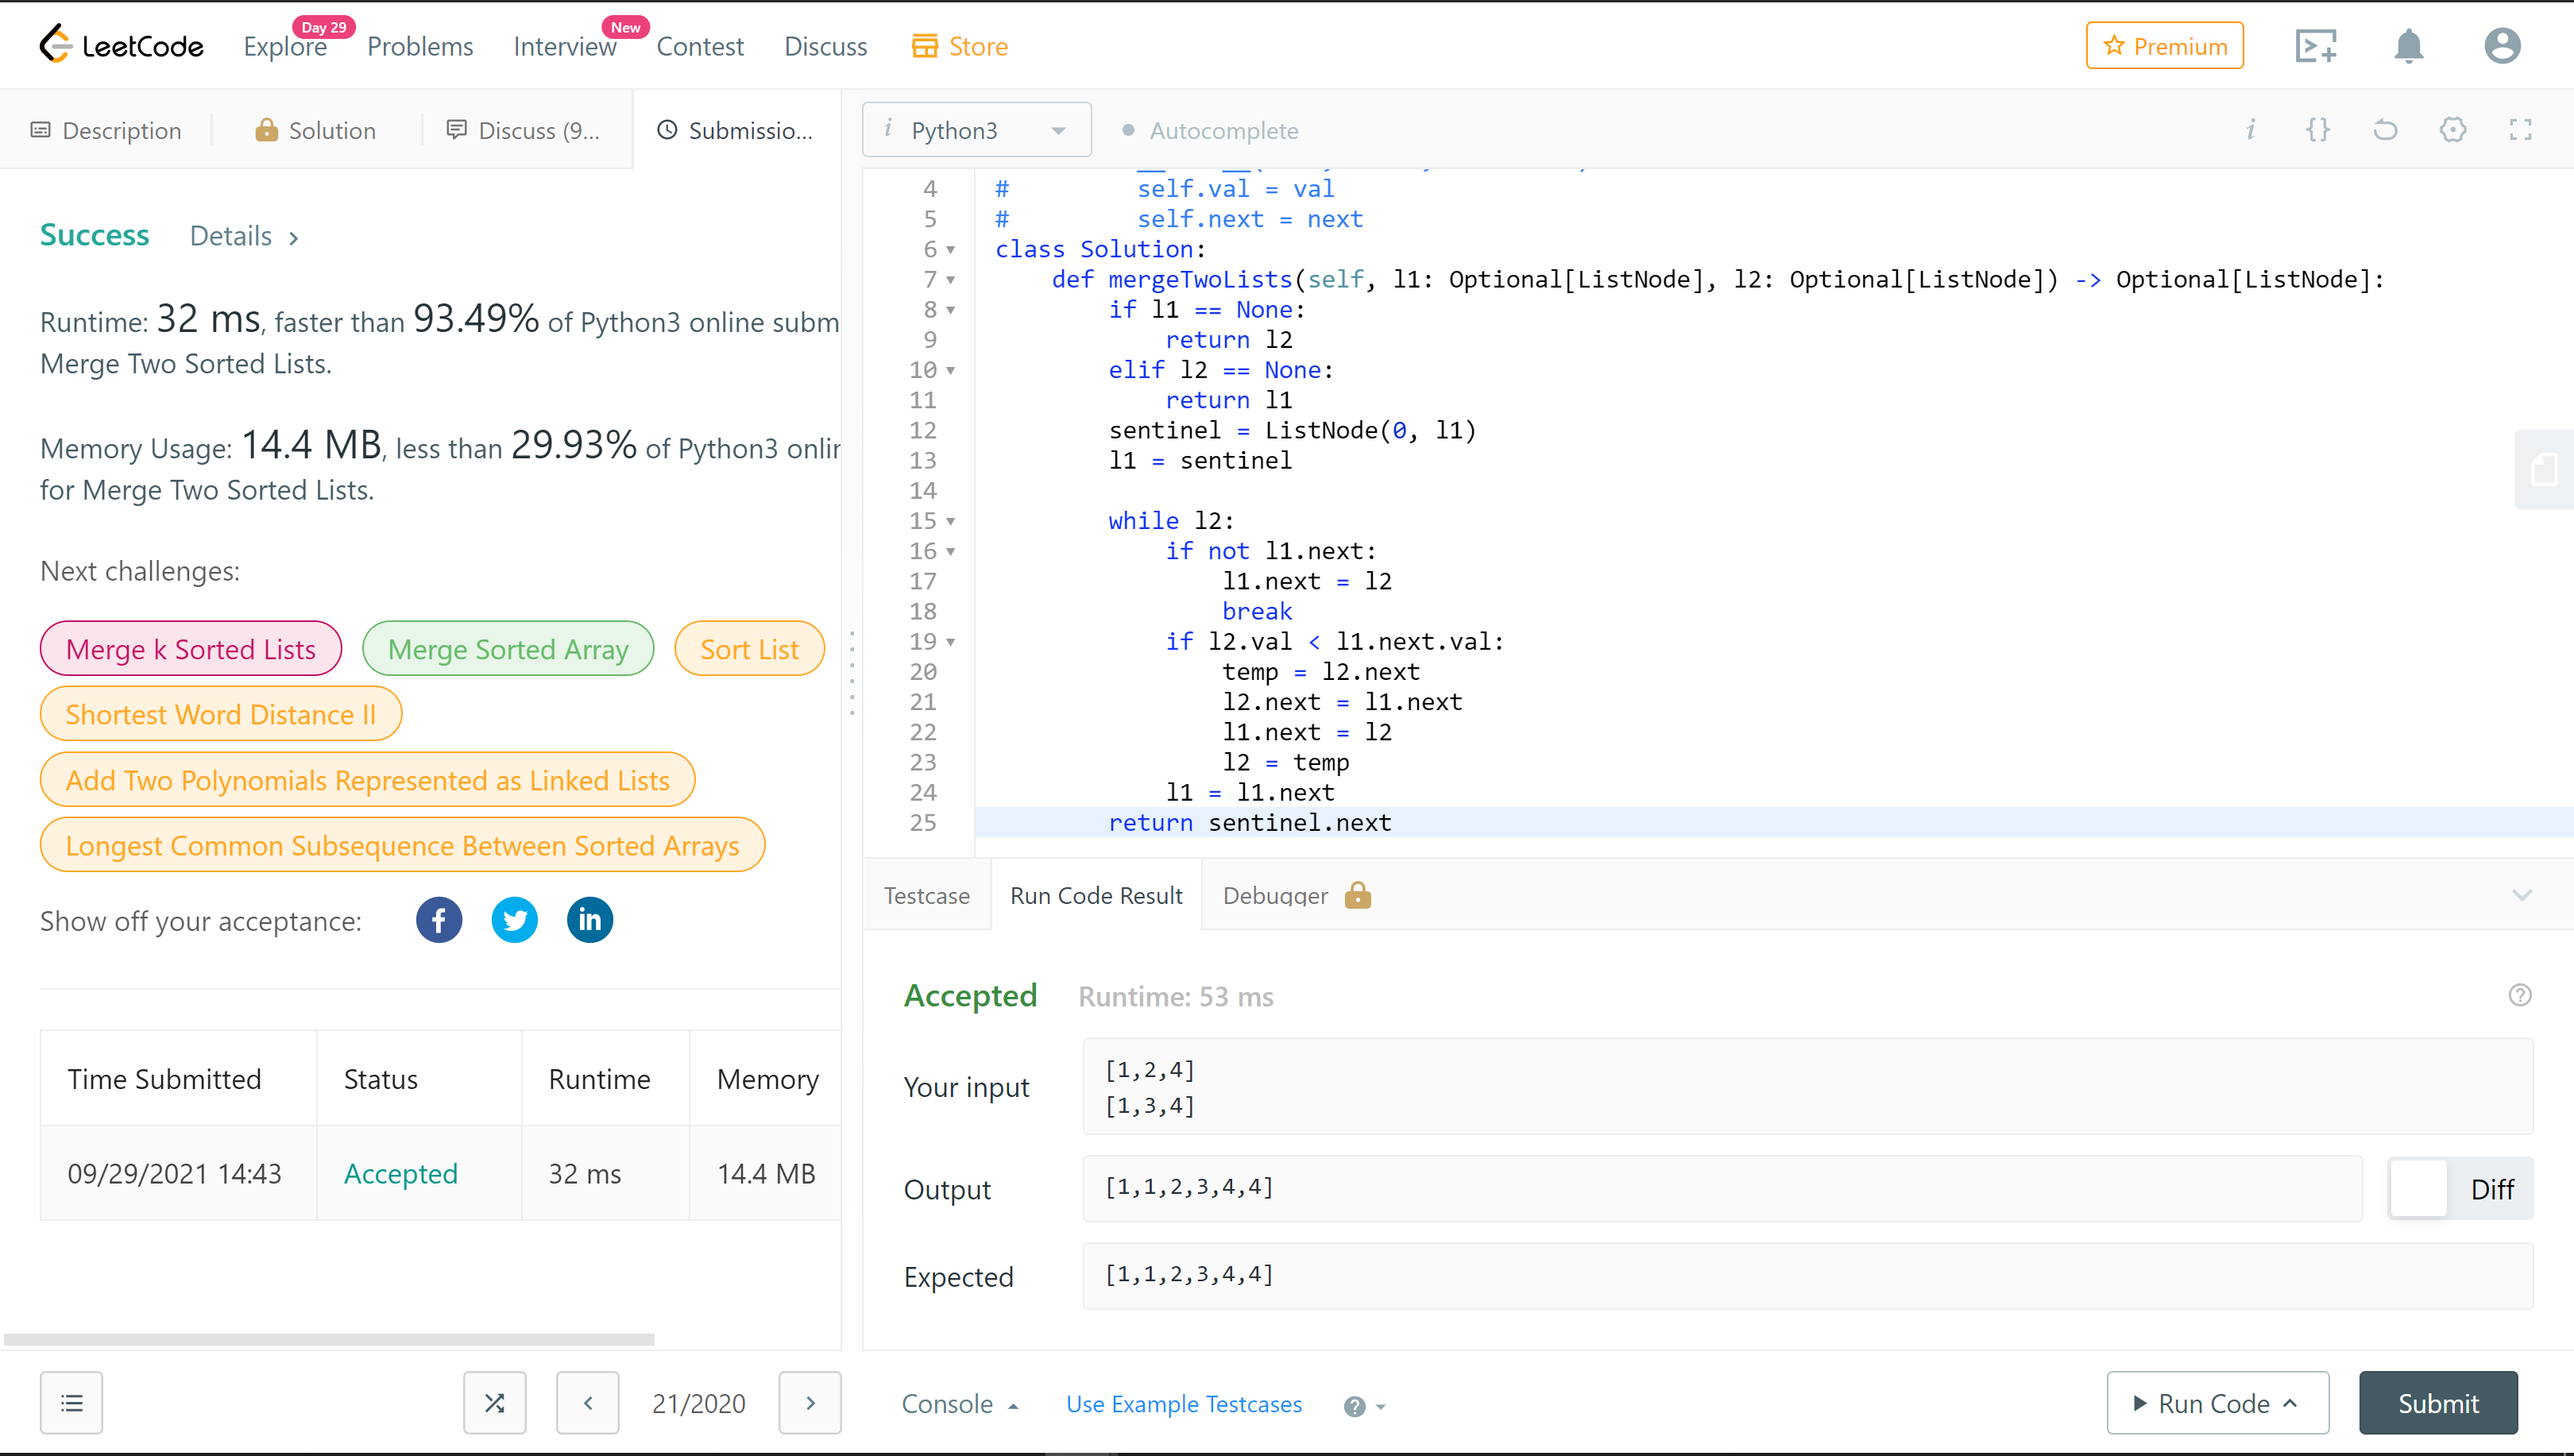 LeetCode
Explore
Day 29
Problems
Interview
New
Contest
Discuss
Store
Premium
Description
Solution
Discuss (9...
Submissio...
Python3
Autocomplete
Success Details
Runtime: 32 ms, faster than 93.49% of Python3 online subm
Merge Two Sorted Lists.
Memory Usage: 14.4 MB, less than 29.93% of Python3 onlin
for Merge Two Sorted Lists.
Next challenges:
Merge k Sorted Lists
Merge Sorted Array
Sort List
Shortest Word Distance II
Add Two Polynomials Represented as Linked Lists
Longest Common Subsequence Between Sorted Arrays
Show off your acceptance:
Time Submitted Status Runtime Memory
09/29/2021 14:43 Accepted 32 ms 14.4 MB
21/2020
4 #         self.val = val
5 #         self.next = next
6 class Solution:
7     def mergeTwoLists(self, l1: Optional[ListNode], l2: Optional[ListNode]) -> Optional[ListNode]:
8         if l1 == None:
9             return l2
10         elif l2 == None:
11             return l1
12         sentinel = ListNode(0, l1)
13         l1 = sentinel
14
15         while l2:
16             if not l1.next:
17                 l1.next = l2
18                 break
19             if l2.val < l1.next.val:
20                 temp = l2.next
21                 l2.next = l1.next
22                 l1.next = l2
23                 l2 = temp
24             l1 = l1.next
25         return sentinel.next
Testcase
Run Code Result
Debugger
Accepted Runtime: 53 ms
Your input
[1,2,4]
[1,3,4]
Output
[1,1,2,3,4,4]
Diff
Expected
[1,1,2,3,4,4]
Console
Use Example Testcases
Run Code
Submit